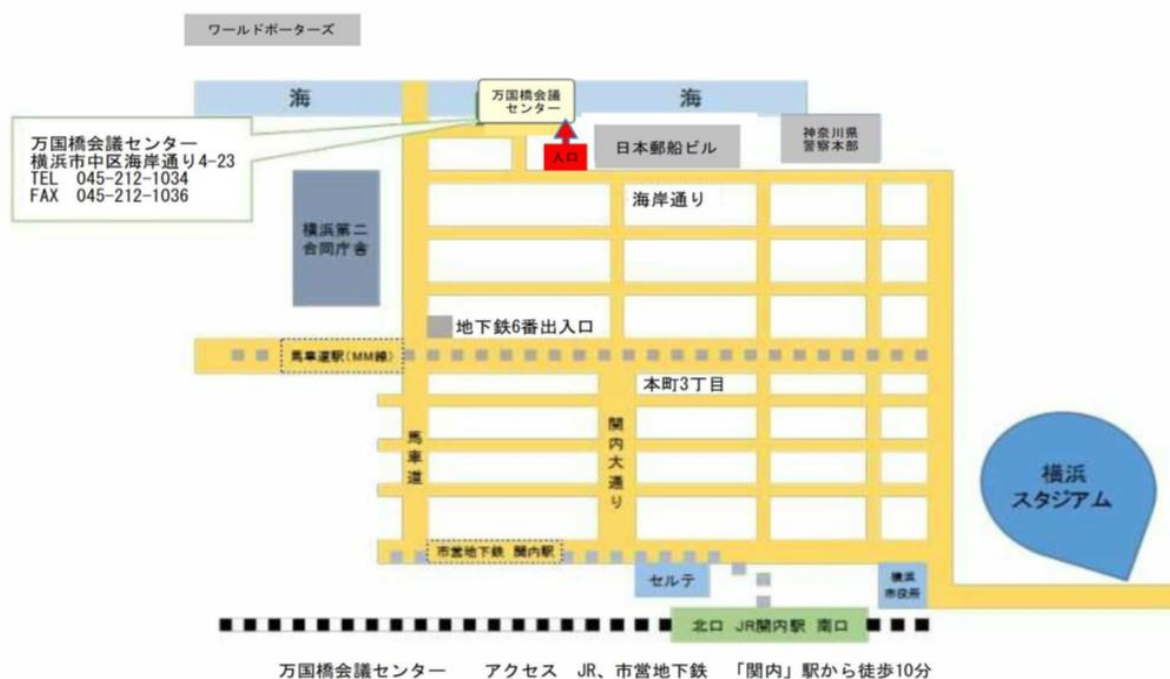 ワールドポーターズ
海
万国橋会議
センター
海
万国橋会議センター
横浜市中区海岸通り4-23
TEL 045-212-1034
FAX 045-212-1036
入口
日本郵船ビル
神奈川県
警察本部
海岸通り
横浜第二
合同庁舎
地下鉄6番出入口
馬車道駅(MM線)
本町3丁目
馬車道
関内大通り
横浜
スタジアム
市営地下鉄 関内駅
セルテ
横浜
市役所
北口 JR関内駅 南口
万国橋会議センター アクセス JR、市営地下鉄 「関内」駅から徒歩10分